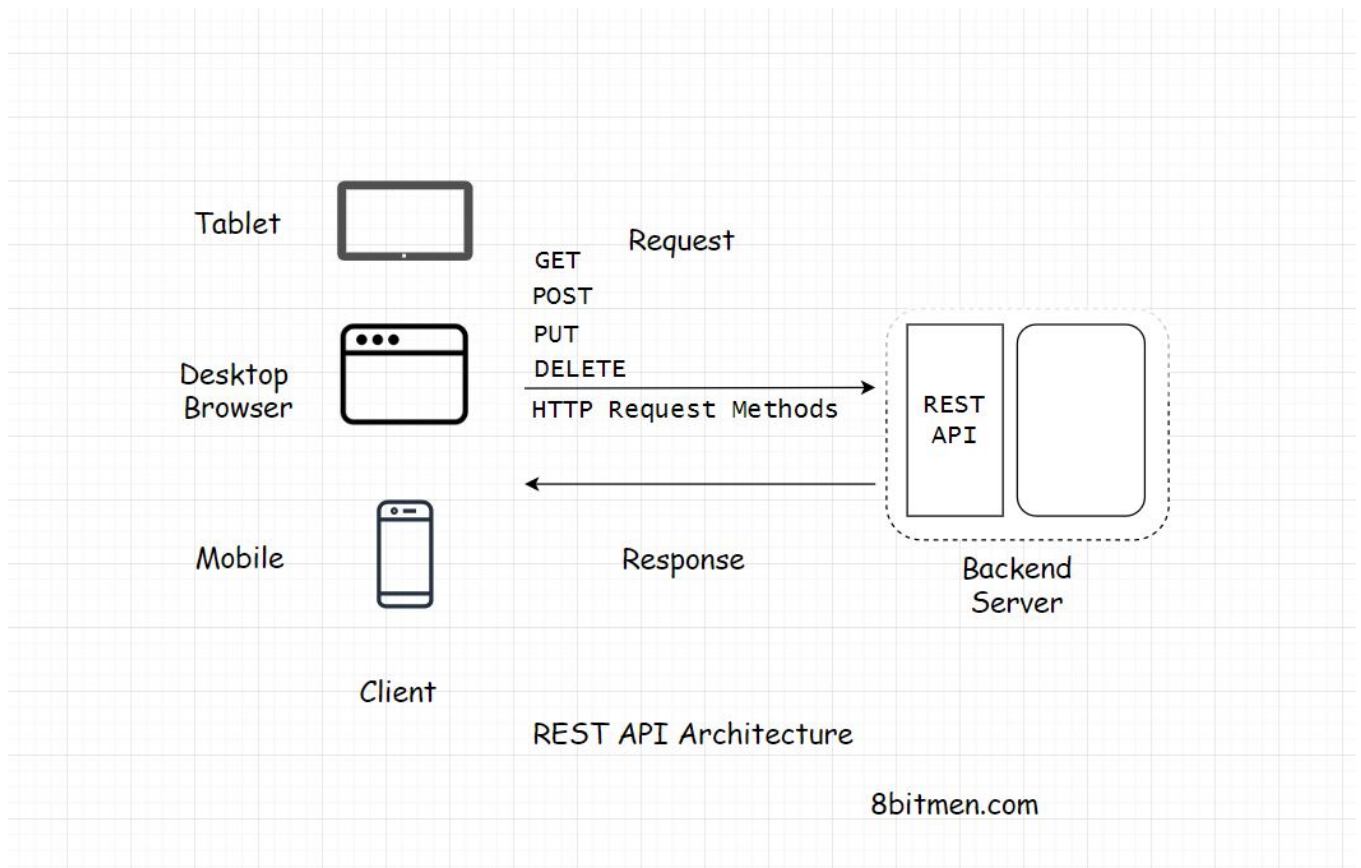 Tablet
Request
GET
POST
PUT
DELETE
Desktop
Browser
HTTP Request Methods
REST
API
Mobile
Response
Backend
Server
Client
REST API Architecture
8bitmen.com